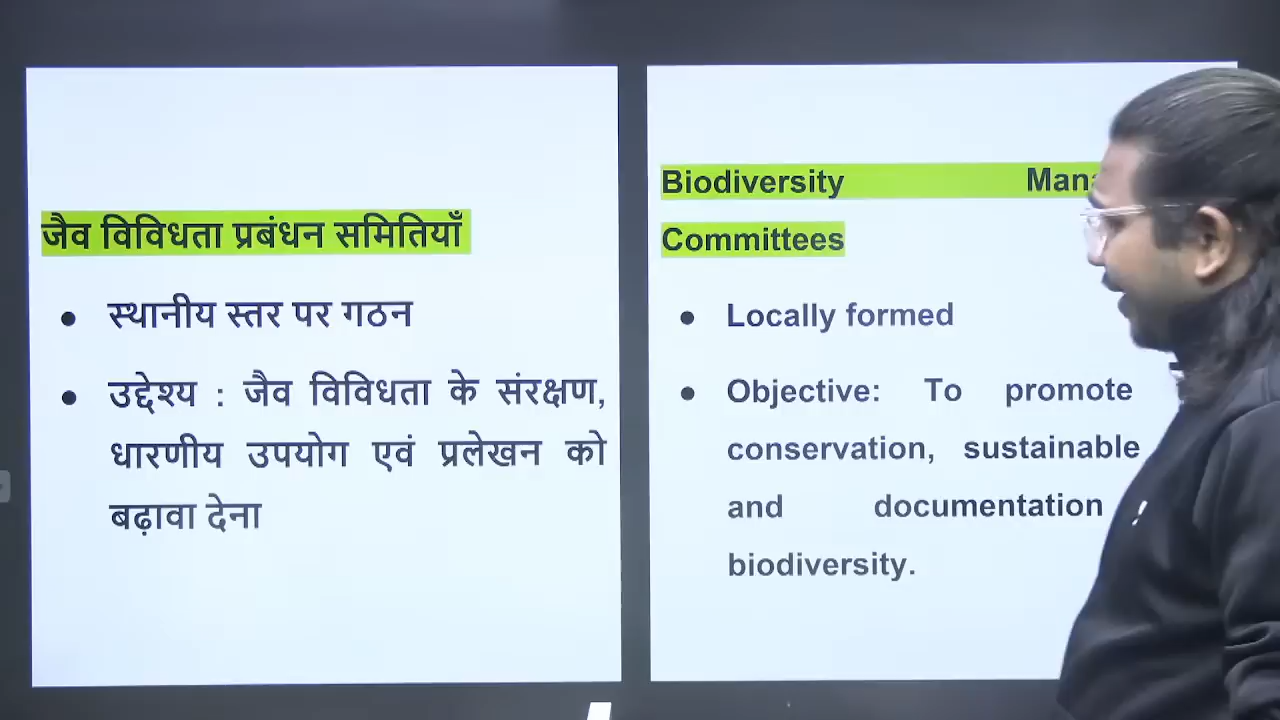 जैव विविधता प्रबंधन समितियाँ
● स्थानीय स्तर पर गठन
● उद्देश्य : जैव विविधता के संरक्षण,
धारणीय उपयोग एवं प्रलेखन को
बढ़ावा देना
Biodiversity
Committees
● Locally formed
● Objective: To promote
conservation, sustainable
and documentation
biodiversity.